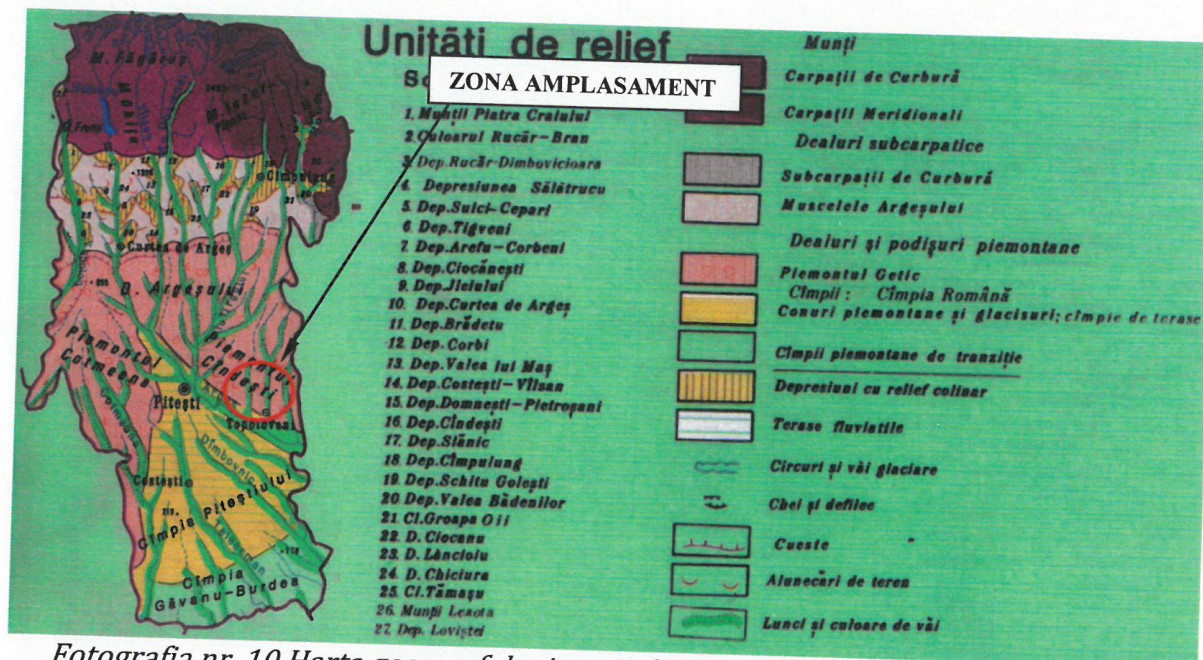 Unităti de relief
ZONA AMPLASAMENT
1. Munții Piatra Craiului
2. Culoarul Rucăr-Bran
3. Dep. Rucăr-Dîmbovicioara
4. Depresiunea Sălătrucu
5. Dep. Suici-Cepari
6. Dep. Tigveni
7. Dep. Arefu-Corbeni
8. Dep. Ciocănești
9. Dep. Jleiului
10. Dep. Curtea de Argeș
11. Dep. Brădetu
12. Dep. Corbi
13. Dep. Valea lui Maș
14. Dep. Costești-Vîlsan
15. Dep. Domnești-Pietroșani
16. Dep. Cîndești
17. Dep. Slănic
18. Dep. Cîmpulung
19. Dep. Schitu Golești
20. Dep. Valea Bădenilor
21. Cl. Groapa Oii
22. D. Ciocanu
23. D. Lăncioiu
24. D. Chiciura
25. Cl. Tămașu
26. Munții Leaota
27. Dep. Loviștei
Munți
Carpații de Curbură
Carpații Meridionali
Dealuri subcarpatice
Subcarpații de Curbură
Muscelele Argeșului
Dealuri și podișuri piemontane
Piemontul Getic
Cîmpii : Cîmpia Română
Conuri piemontane și glacisuri; cîmpie de terase
Cîmpii piemontane de tranziție
Depresiuni cu relief colinar
Terase fluviatile
Circuri și văi glaciare
Chei și defilee
Cueste
Alunecări de teren
Lunci și culoare de văi
M. Făgăraș
Cîmpulung
Curtea de Argeș
D. Argeșului
Piemontul
Cotmeana
Piemontul
Cîndești
Pitești
Topoloveni
Dîmbovnic
Costești
Cîmpia Piteștiului
Teleorman
Cîmpia
Găvanu-Burdea